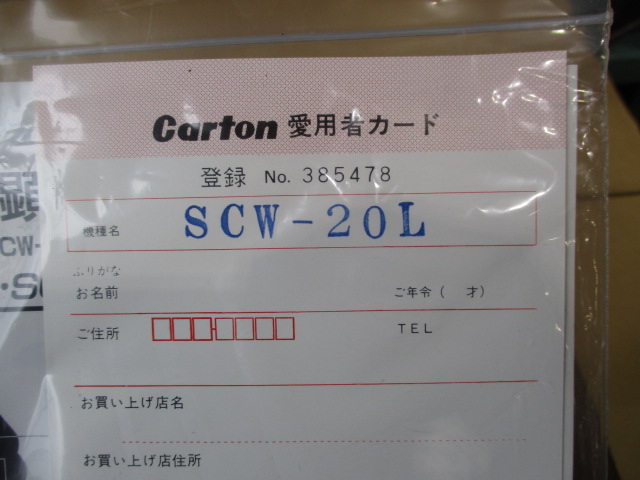 Carton 愛用者カード
登録 No. 385478
機種名 SCW-20L
ふりがな
お名前 ご年令( 才)
ご住所 TEL
お買い上げ店名
お買い上げ店住所
顕
CW-